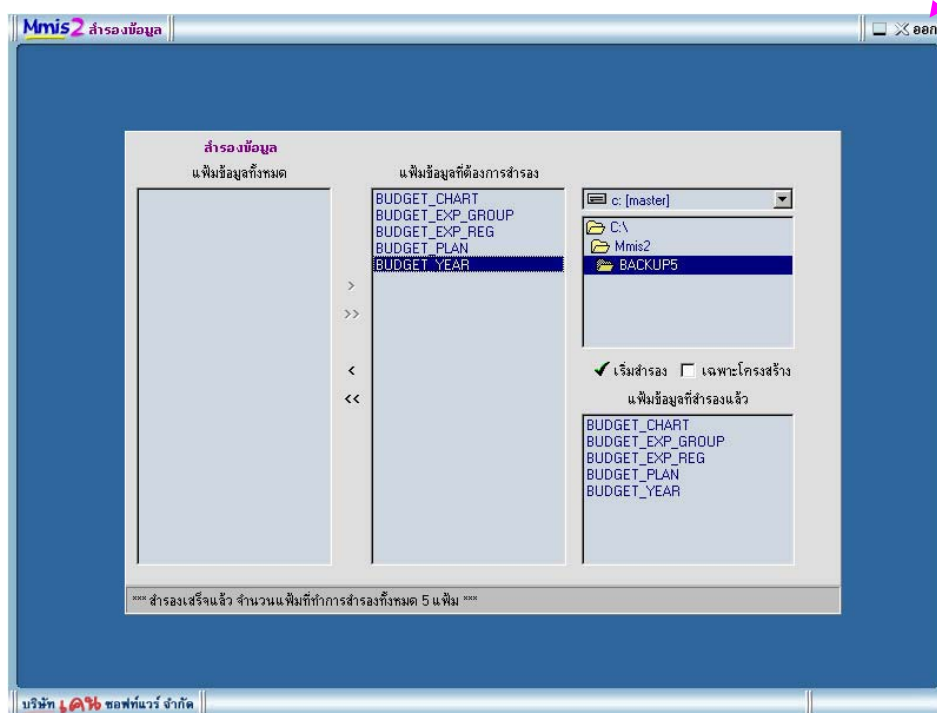 Mmis2 สำรองข้อมูล
ออก
สำรองข้อมูล
แฟ้มข้อมูลทั้งหมด
แฟ้มข้อมูลที่ต้องการสำรอง
BUDGET_CHART
BUDGET_EXP_GROUP
BUDGET_EXP_REG
BUDGET_PLAN
BUDGET_YEAR
>
>>
<
<<
c: [master]
C:\
Mmis2
BACKUP5
เริ่มสำรอง เฉพาะโครงสร้าง
แฟ้มข้อมูลที่สำรองแล้ว
BUDGET_CHART
BUDGET_EXP_GROUP
BUDGET_EXP_REG
BUDGET_PLAN
BUDGET_YEAR
*** สำรองเสร็จแล้ว จำนวนแฟ้มที่ทำการสำรองทั้งหมด 5 แฟ้ม ***
บริษัท เคน ซอฟท์แวร์ จำกัด